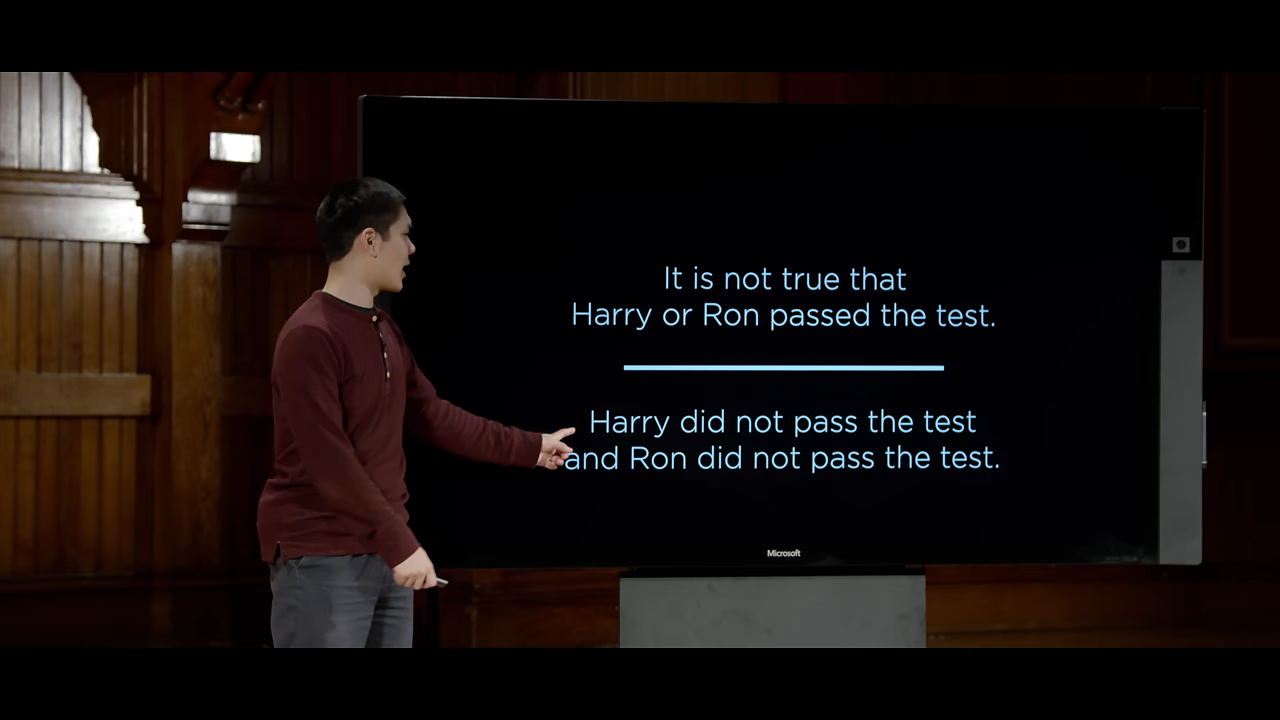 It is not true that
Harry or Ron passed the test.
Harry did not pass the test
and Ron did not pass the test.
Microsoft